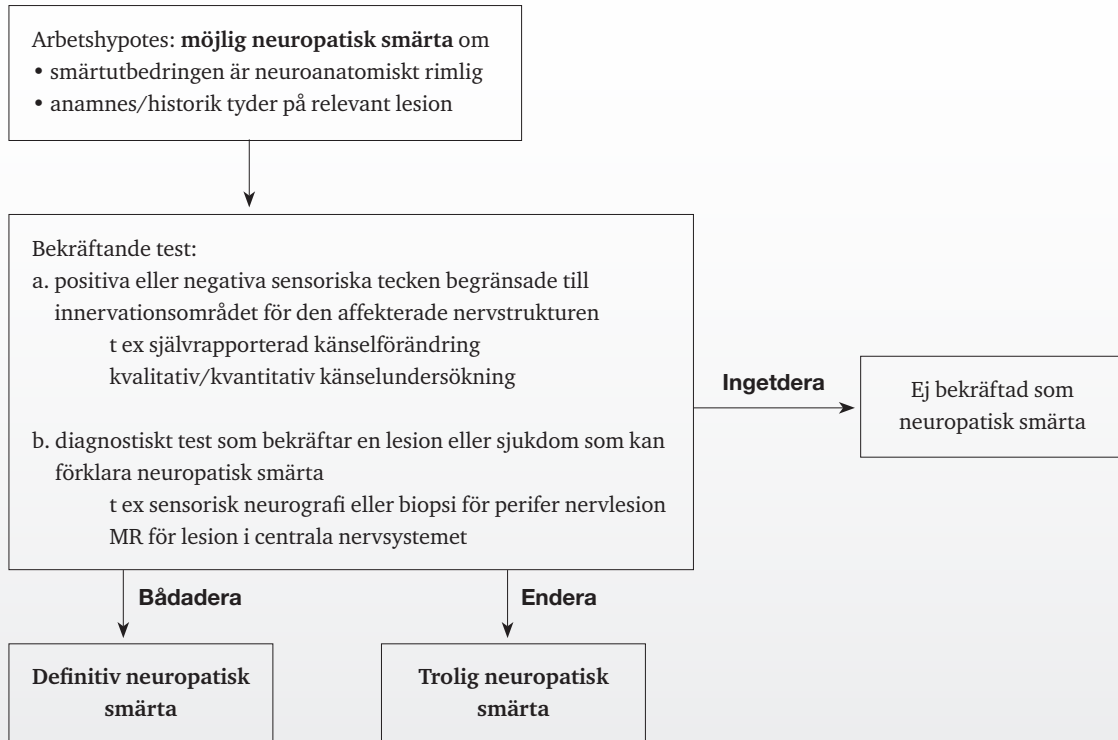 Arbetshypotes: möjlig neuropatisk smärta om
• smärtutbedringen är neuroanatomiskt rimlig
• anamnes/historik tyder på relevant lesion
Bekräftande test:
a. positiva eller negativa sensoriska tecken begränsade till
innervationsområdet för den affekterade nervstrukturen
t ex självrapporterad känselförändring
kvalitativ/kvantitativ känselundersökning
b. diagnostiskt test som bekräftar en lesion eller sjukdom som kan
förklara neuropatisk smärta
t ex sensorisk neurografi eller biopsi för perifer nervlesion
MR för lesion i centrala nervsystemet
Ingetdera
Ej bekräftad som
neuropatisk smärta
Bådadera
Endera
Definitiv neuropatisk
smärta
Trolig neuropatisk
smärta